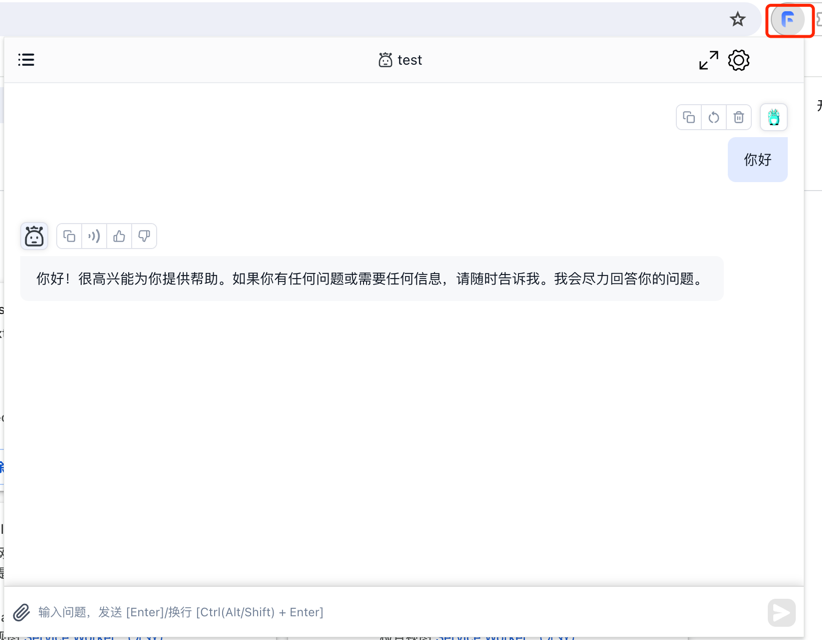 test
你好
你好！很高兴能为你提供帮助。如果你有任何问题或需要任何信息，请随时告诉我。我会尽力回答你的问题。
输入问题，发送 [Enter]/换行 [Ctrl(Alt/Shift) + Enter]